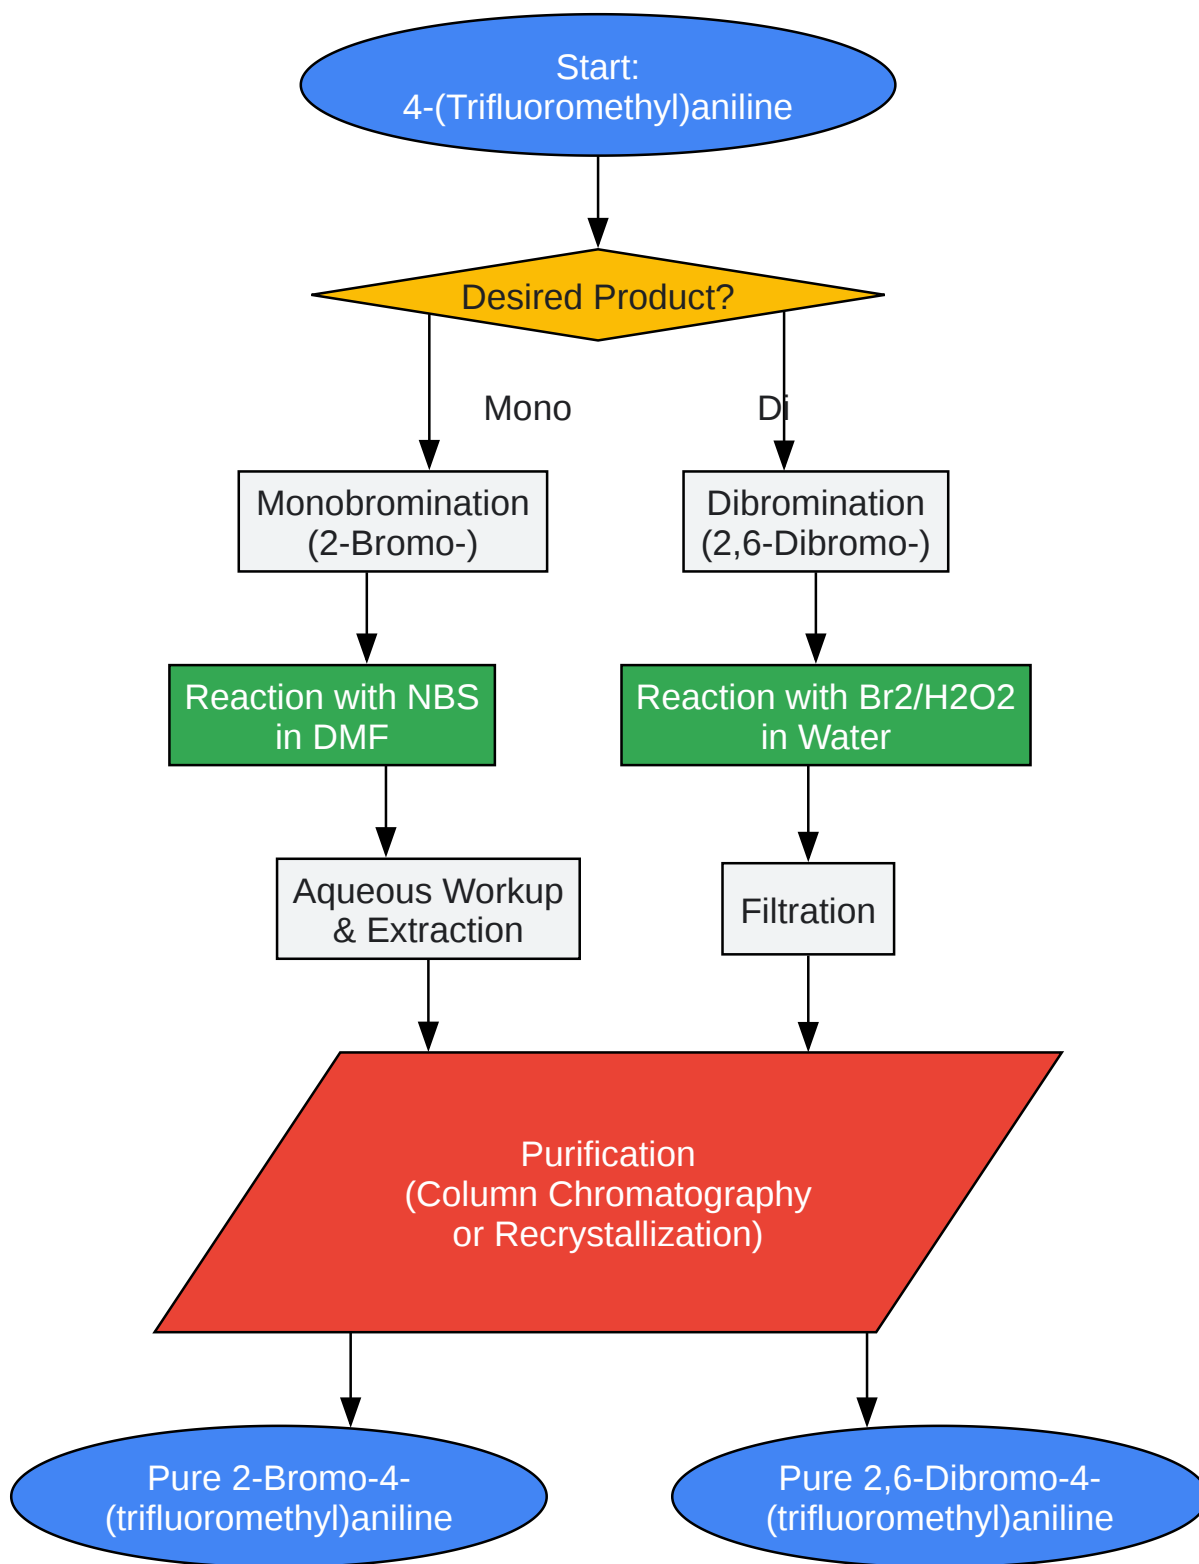 Start:
4-(Trifluoromethyl)aniline
Desired Product?
Mono
Di
Monobromination
(2-Bromo-)
Dibromination
(2,6-Dibromo-)
Reaction with NBS
in DMF
Reaction with Br2/H2O2
in Water
Aqueous Workup
& Extraction
Filtration
Purification
(Column Chromatography
or Recrystallization)
Pure 2-Bromo-4-
(trifluoromethyl)aniline
Pure 2,6-Dibromo-4-
(trifluoromethyl)aniline